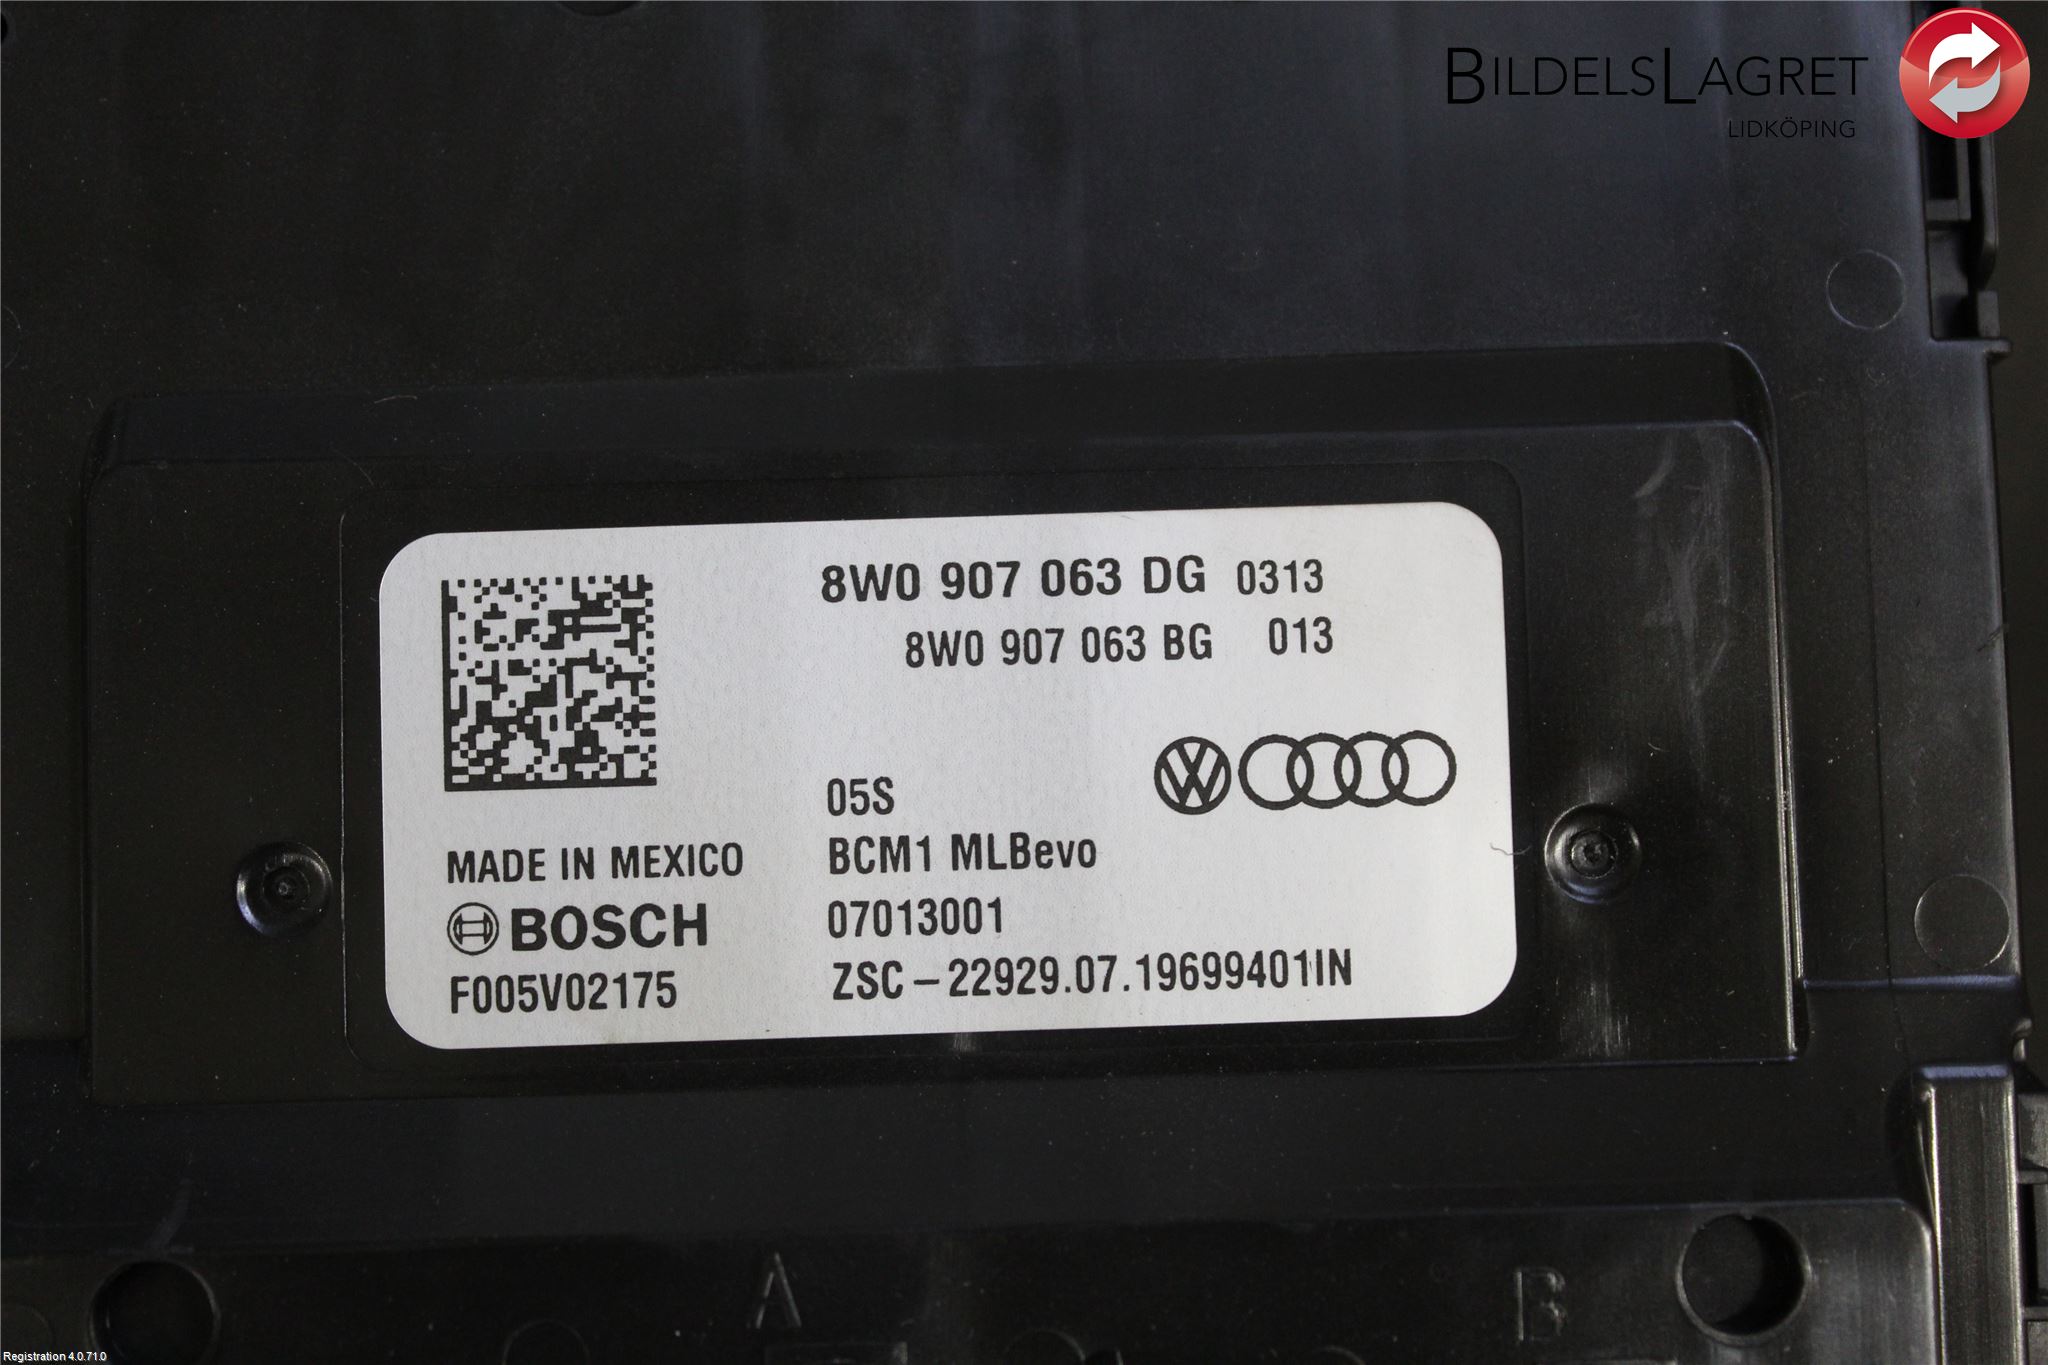 BILDELSLAGRET
LIDKÖPING
8W0 907 063 DG 0313
8W0 907 063 BG 013
05S
MADE IN MEXICO
BCM1 MLBevo
BOSCH
07013001
F005V02175
ZSC-22929.07.19699401IN
A
B
Registration 4.0.71.0